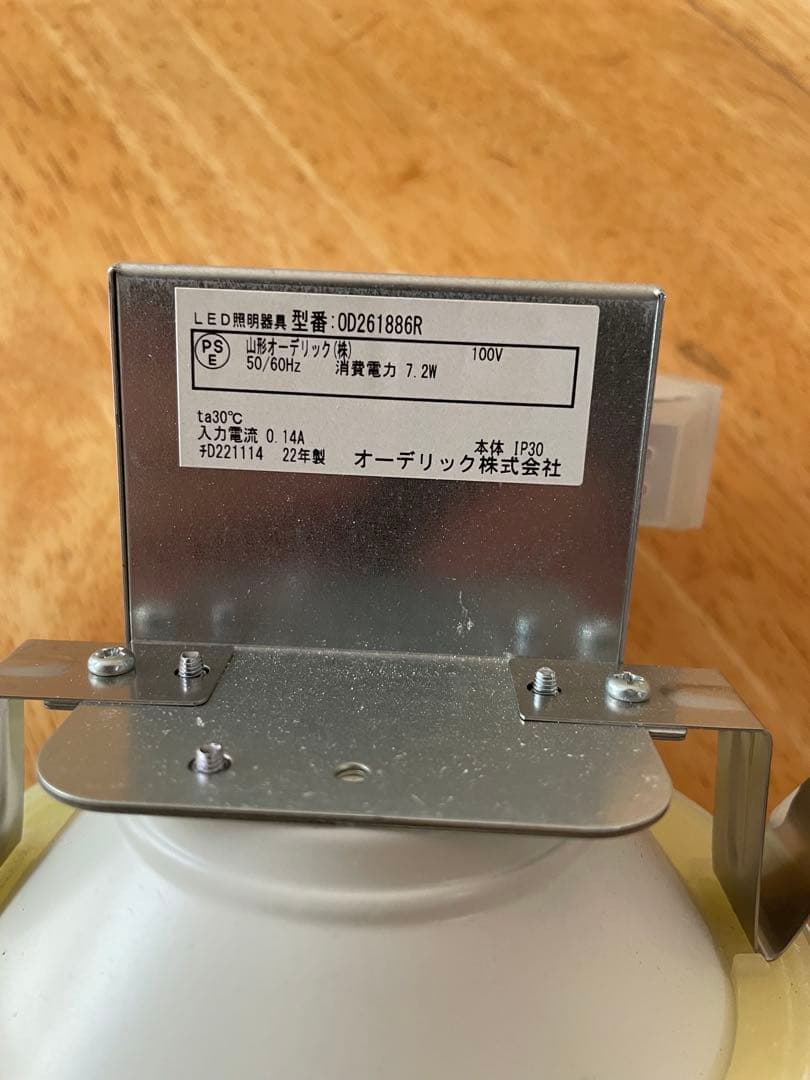 LED照明器具 型番:OD261886R
PS
E
山形オーデリック(株) 100V
50/60Hz 消費電力 7.2W
ta30℃
入力電流 0.14A
本体 IP30
ﾁD221114 22年製 オーデリック株式会社